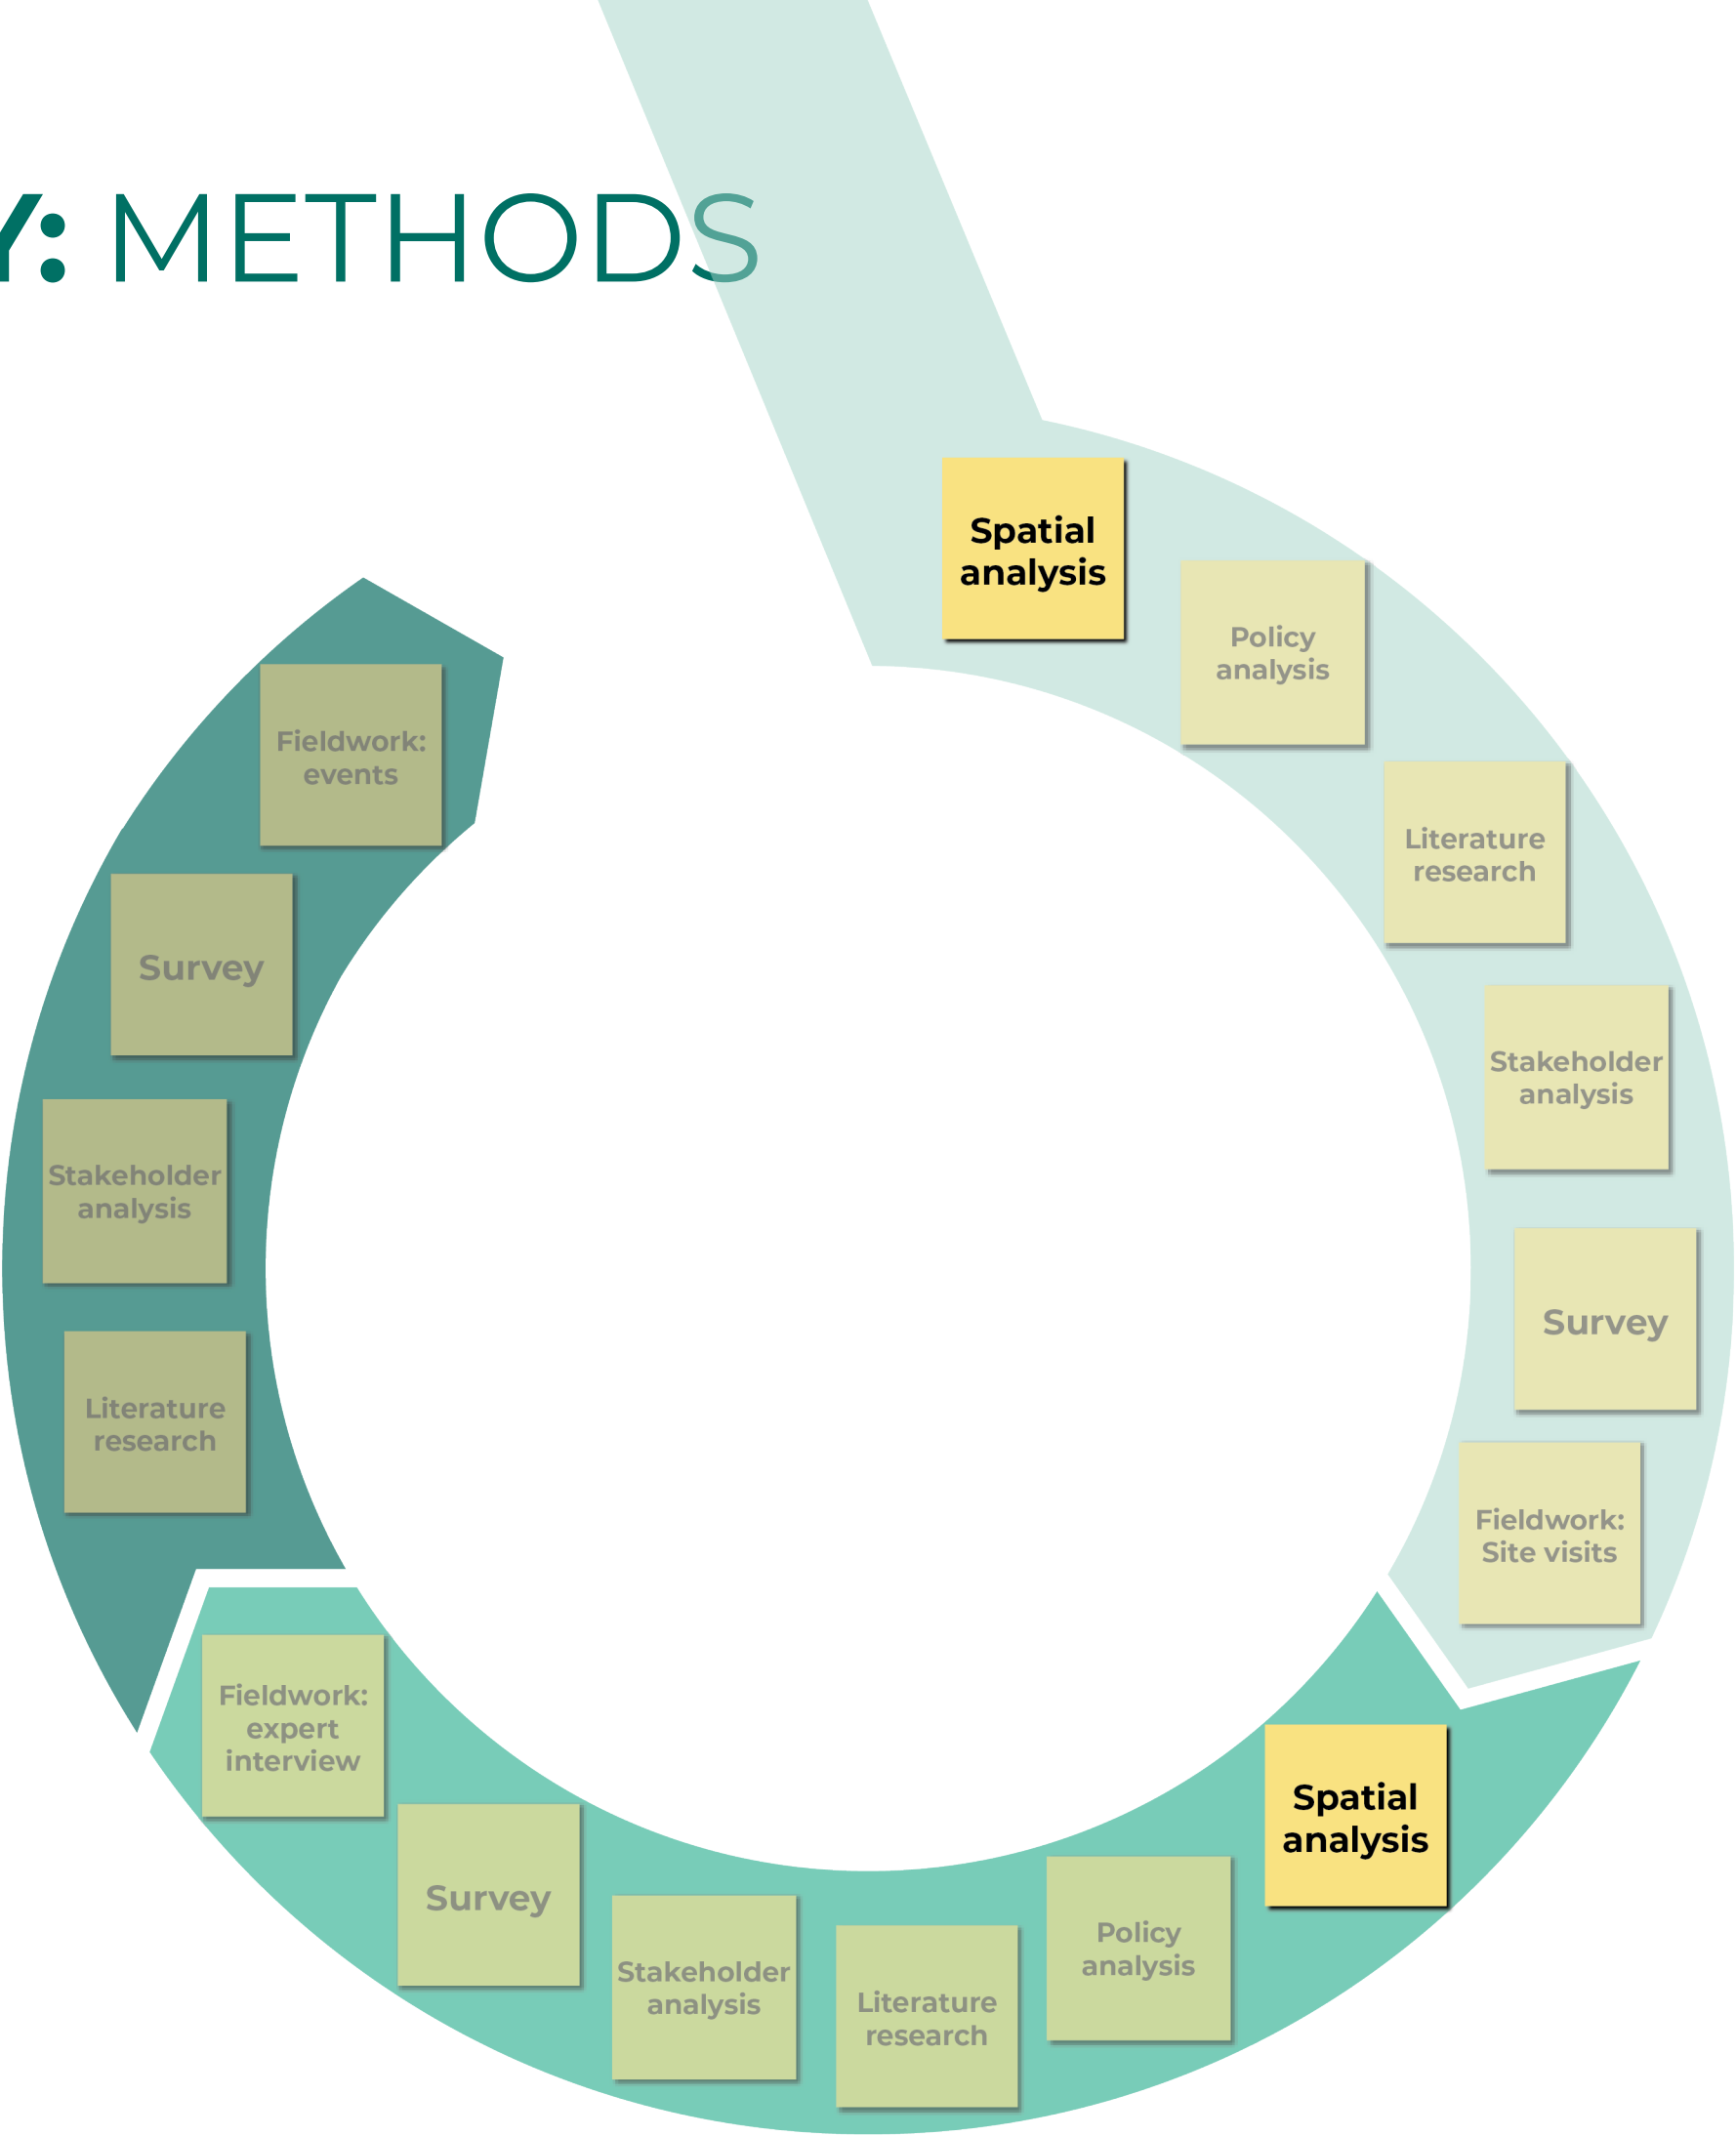 Y: METHODS
Spatial
analysis
Policy
analysis
Literature
research
Stakeholder
analysis
Survey
Fieldwork:
Site visits
Spatial
analysis
Policy
analysis
Literature
research
Stakeholder
analysis
Survey
Fieldwork:
expert
interview
Literature
research
Stakeholder
analysis
Survey
Fieldwork:
events